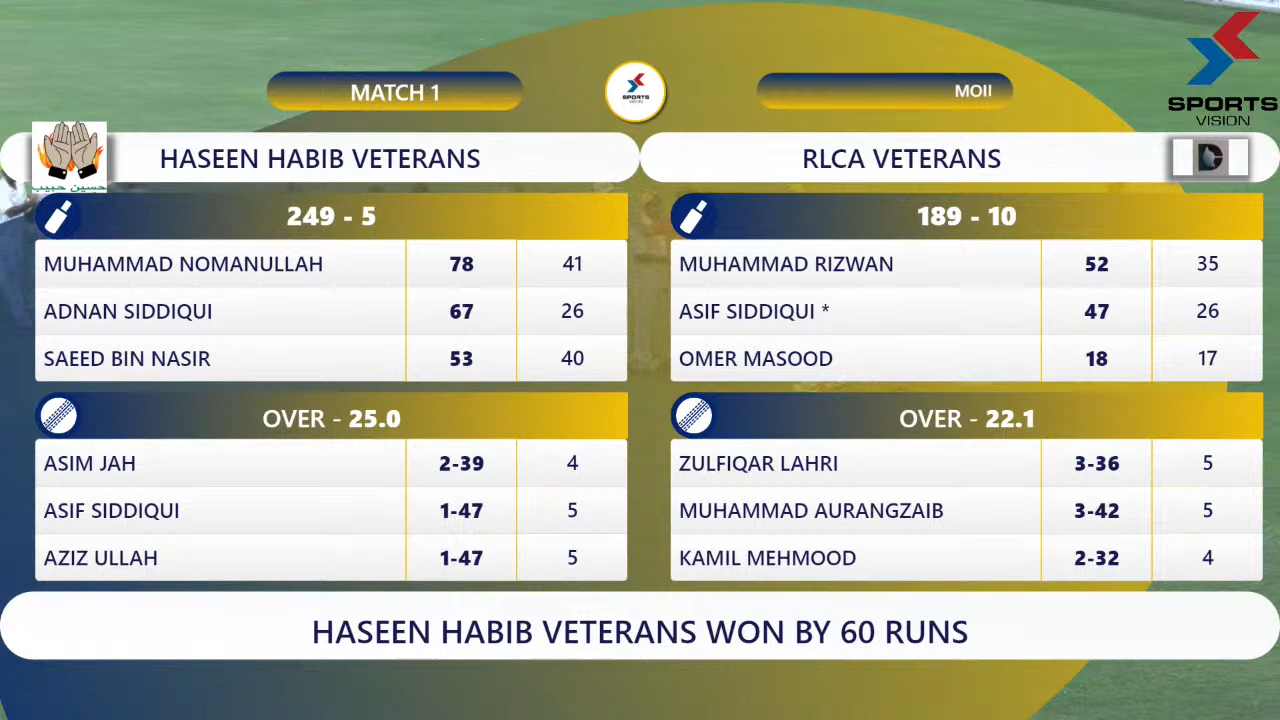 SPORTS
VISION
MATCH 1
SPORTS
VISION
MOII
HASEEN HABIB VETERANS
حسین حبیب
RLCA VETERANS
249 - 5
MUHAMMAD NOMANULLAH 78 41
ADNAN SIDDIQUI 67 26
SAEED BIN NASIR 53 40
OVER - 25.0
ASIM JAH 2-39 4
ASIF SIDDIQUI 1-47 5
AZIZ ULLAH 1-47 5
189 - 10
MUHAMMAD RIZWAN 52 35
ASIF SIDDIQUI * 47 26
OMER MASOOD 18 17
OVER - 22.1
ZULFIQAR LAHRI 3-36 5
MUHAMMAD AURANGZAIB 3-42 5
KAMIL MEHMOOD 2-32 4
HASEEN HABIB VETERANS WON BY 60 RUNS